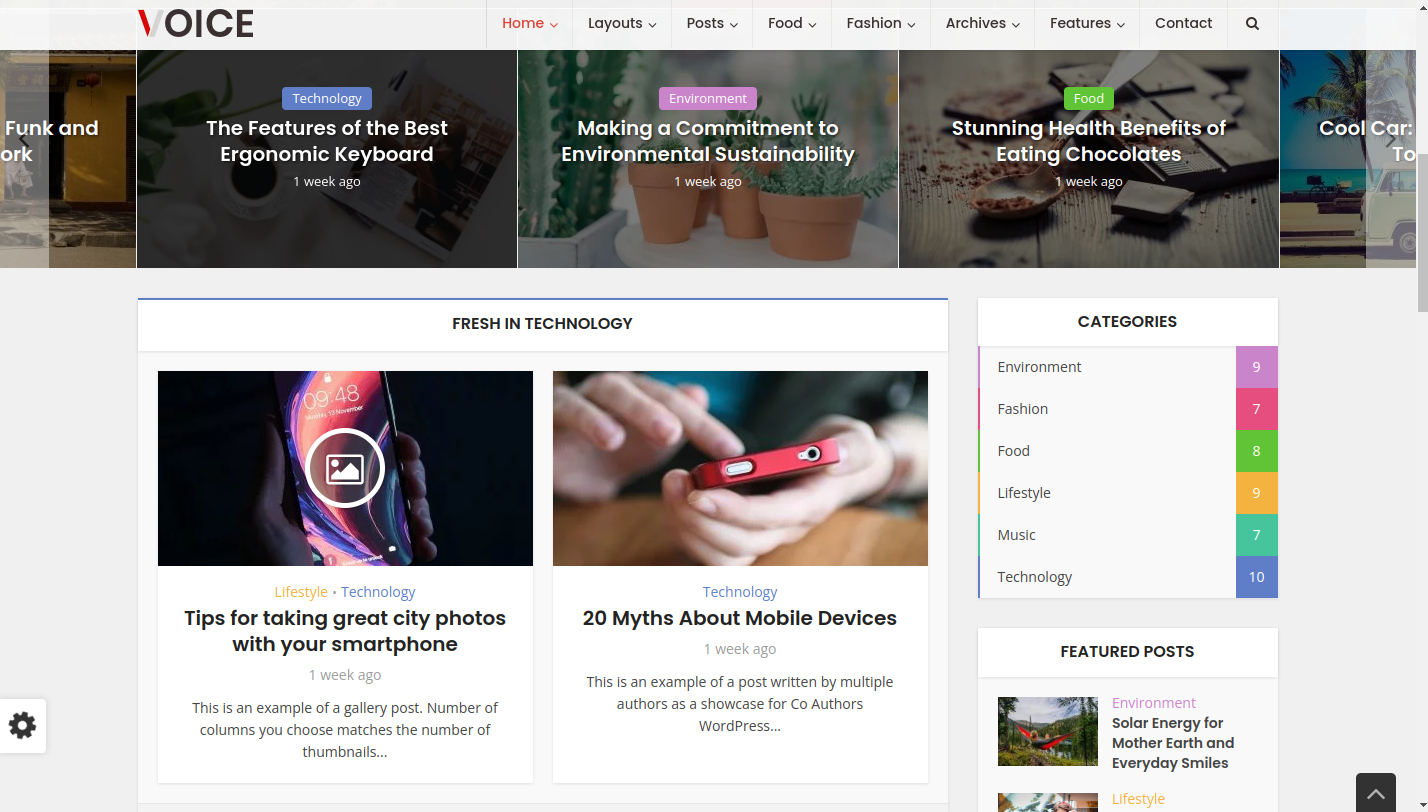 VOICE
Home
Layouts
Posts
Food
Fashion
Archives
Features
Contact
Funk and
ork
Technology
The Features of the Best
Ergonomic Keyboard
1 week ago
Environment
Making a Commitment to
Environmental Sustainability
1 week ago
Food
Stunning Health Benefits of
Eating Chocolates
1 week ago
Cool Car:
To
FRESH IN TECHNOLOGY
09:48
Monday, 13 November
Lifestyle • Technology
Tips for taking great city photos
with your smartphone
1 week ago
This is an example of a gallery post. Number of
columns you choose matches the number of
thumbnails...
Technology
20 Myths About Mobile Devices
1 week ago
This is an example of a post written by multiple
authors as a showcase for Co Authors
WordPress...
CATEGORIES
Environment 9
Fashion 7
Food 8
Lifestyle 9
Music 7
Technology 10
FEATURED POSTS
Environment
Solar Energy for
Mother Earth and
Everyday Smiles
Lifestyle